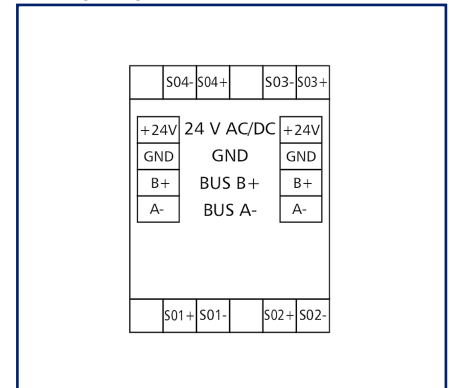 S04- S04+ S03- S03+
+24V 24 V AC/DC +24V
GND GND GND
B+ BUS B+ B+
A- BUS A- A-
S01+ S01- S02+ S02-